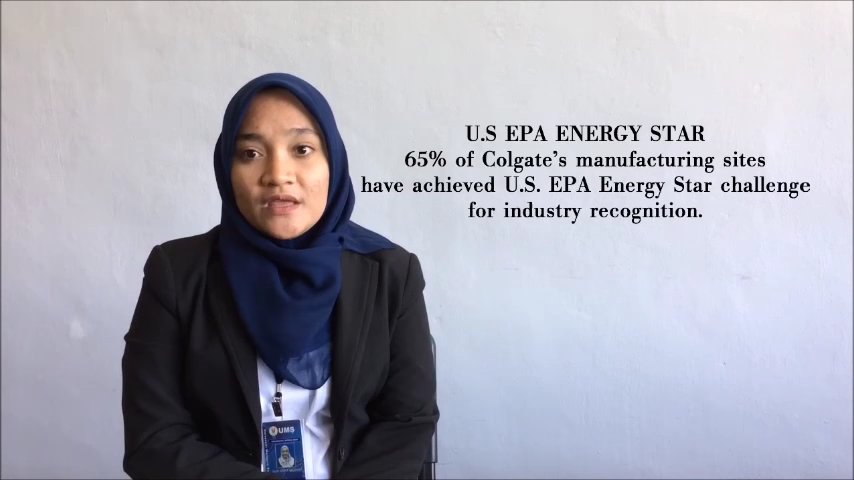 U.S EPA ENERGY STAR
65% of Colgate's manufacturing sites
have achieved U.S. EPA Energy Star challenge
for industry recognition.
UMS